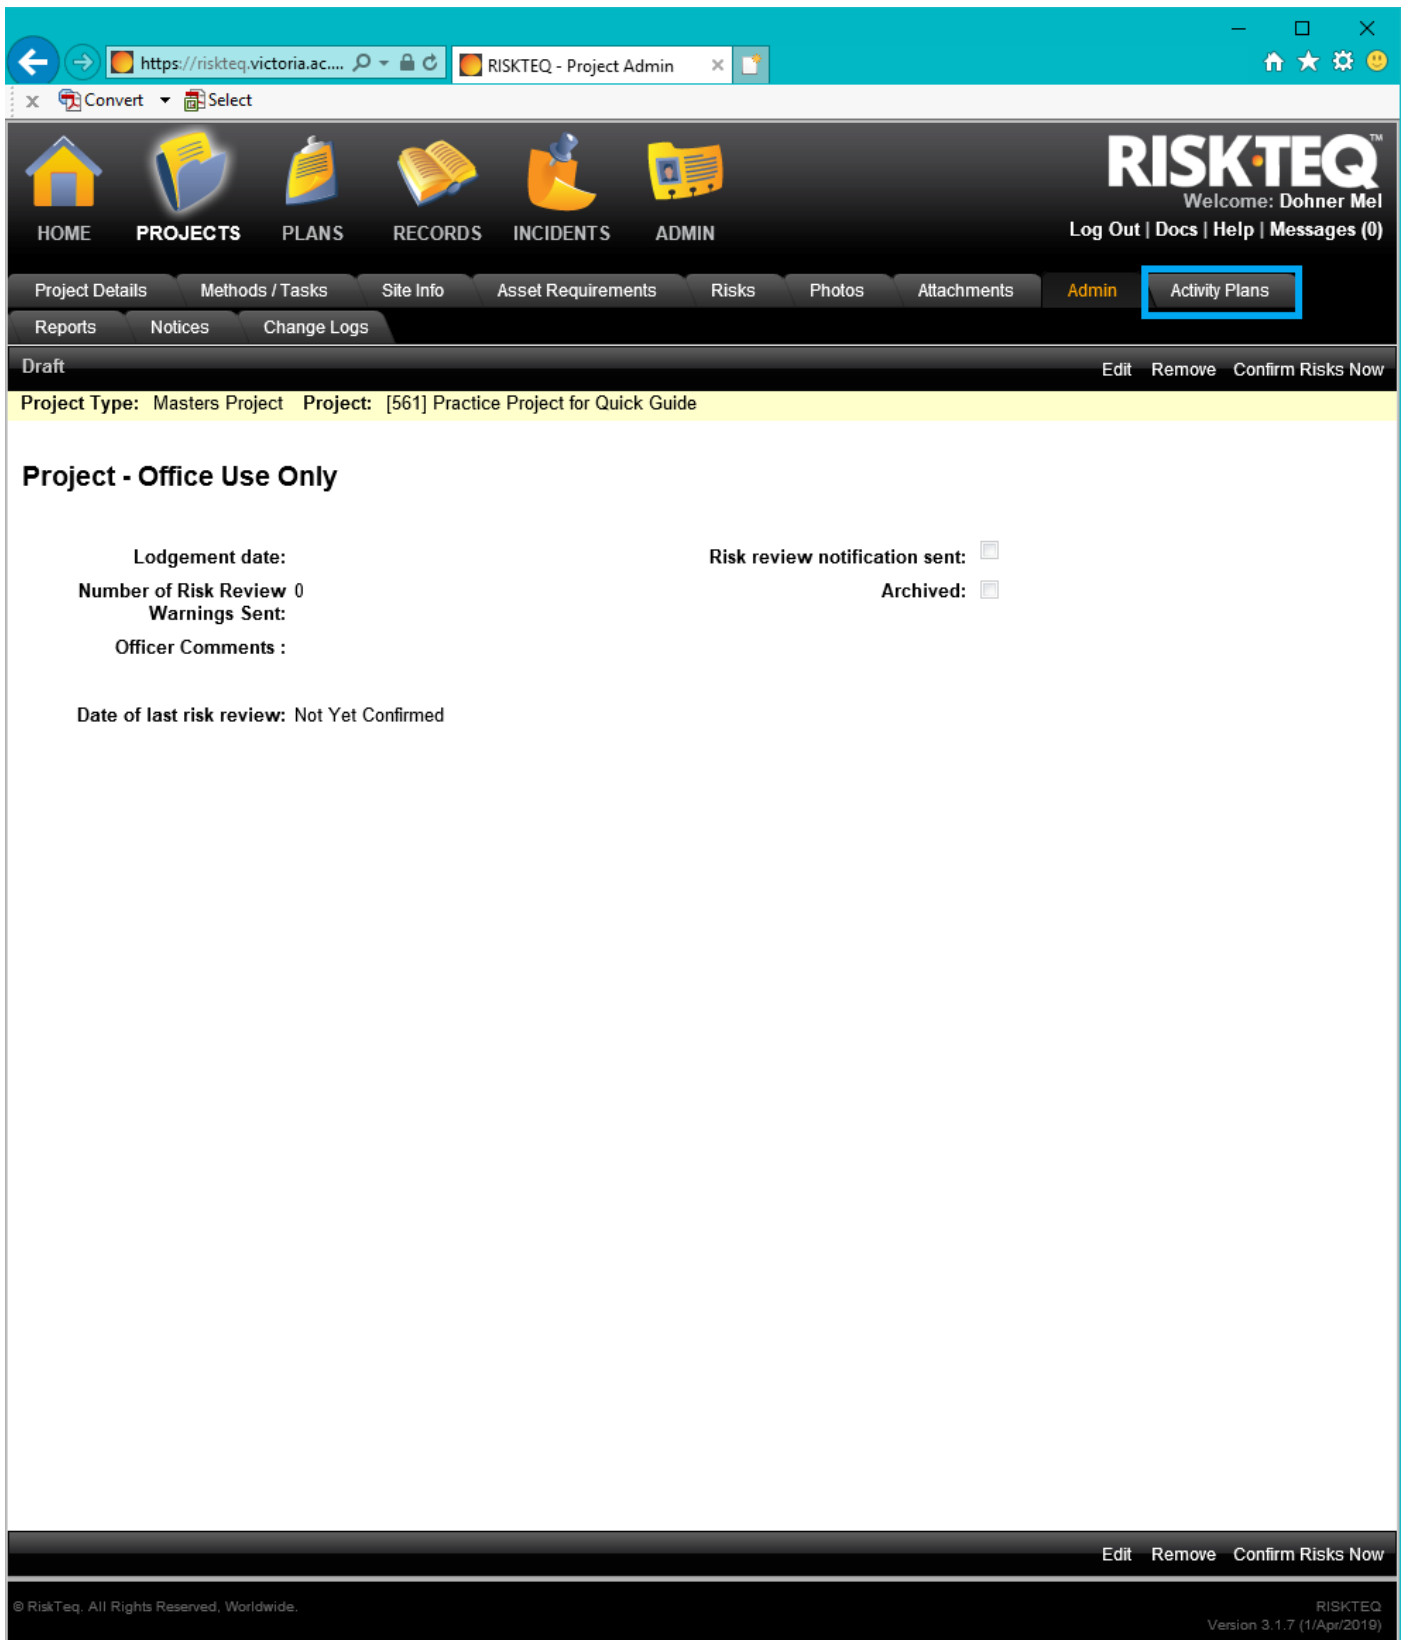 https://riskteq.victoria.ac....
RISKTEQ - Project Admin
x Convert Select
RISK•TEQ™
Welcome: Dohner Mel
HOME PROJECTS PLANS RECORDS INCIDENTS ADMIN
Log Out | Docs | Help | Messages (0)
Project Details Methods / Tasks Site Info Asset Requirements Risks Photos Attachments Admin Activity Plans
Reports Notices Change Logs
Draft Edit Remove Confirm Risks Now
Project Type: Masters Project Project: [561] Practice Project for Quick Guide
Project - Office Use Only
Lodgement date: Risk review notification sent:
Number of Risk Review 0 Archived:
Warnings Sent:
Officer Comments :
Date of last risk review: Not Yet Confirmed
Edit Remove Confirm Risks Now
© RiskTeq. All Rights Reserved, Worldwide. RISKTEQ
Version 3.1.7 (1/Apr/2019)